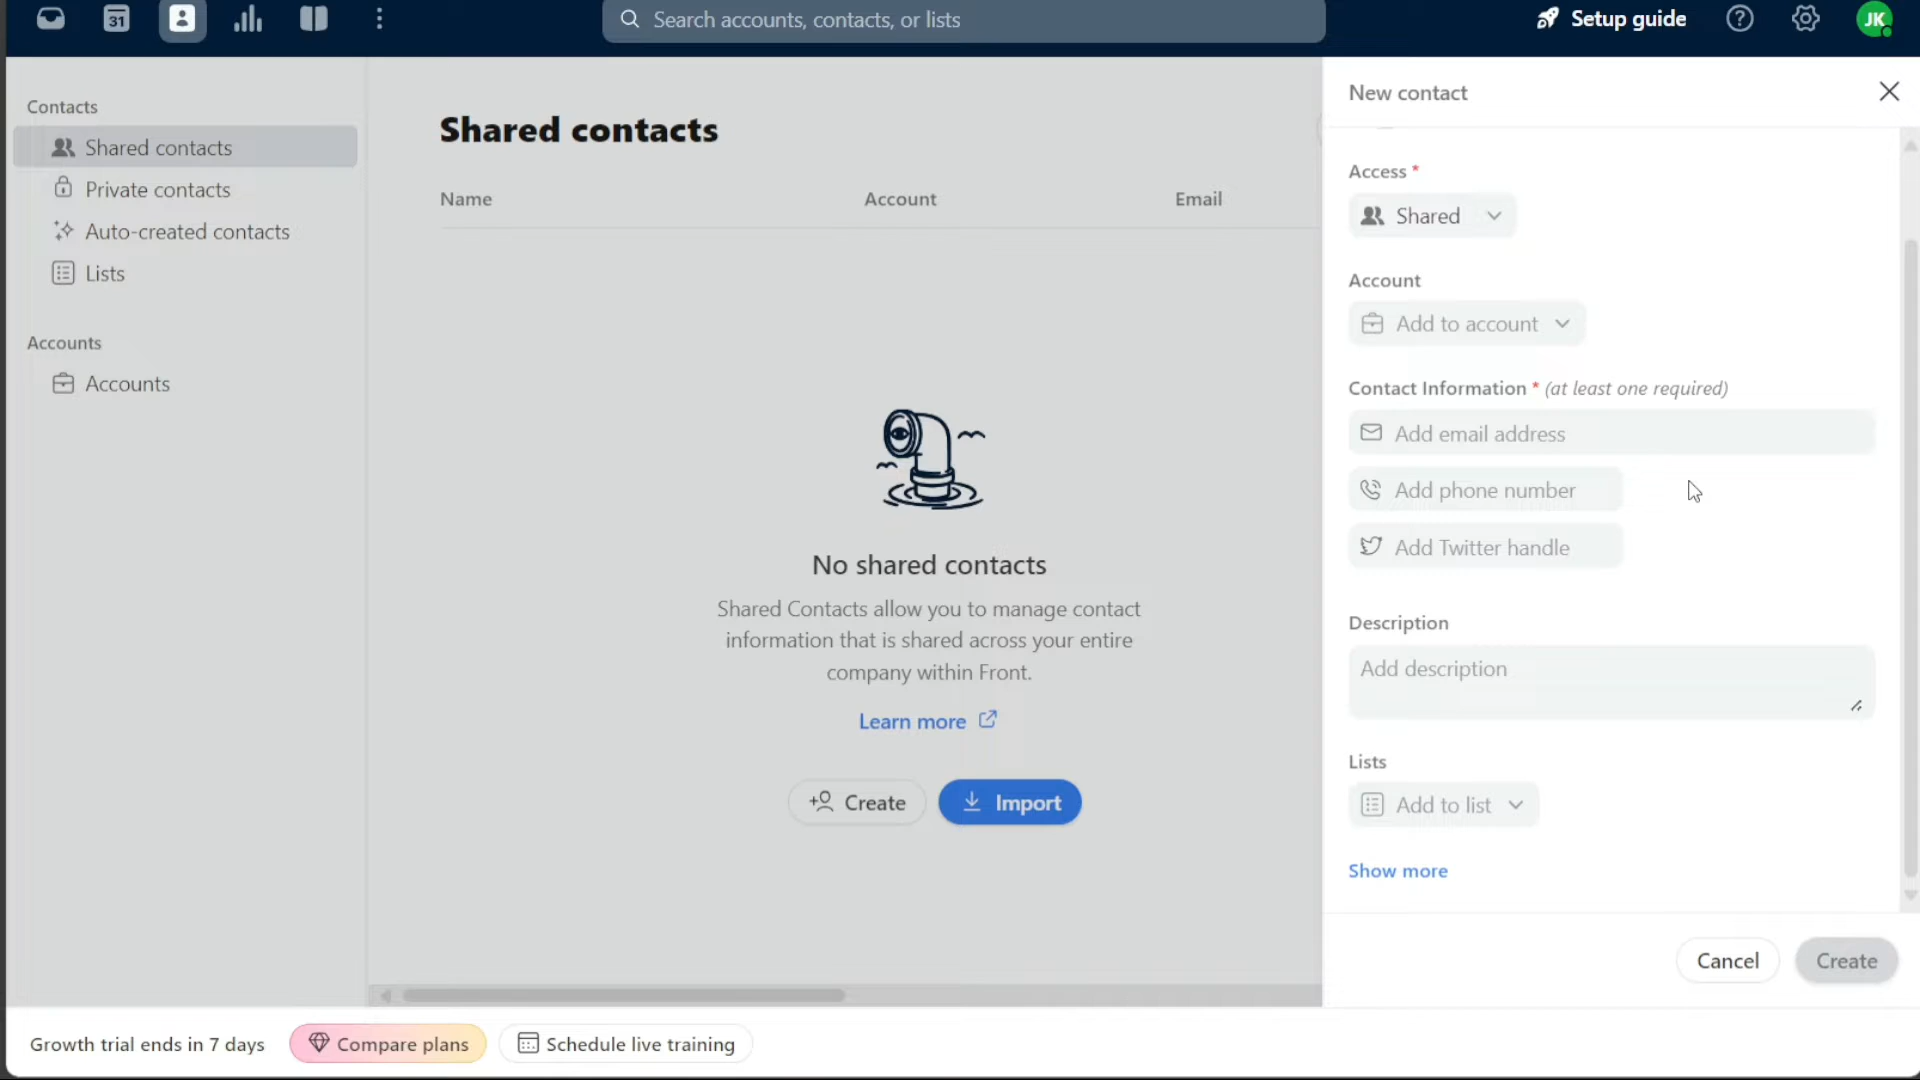 31
Search accounts, contacts, or lists
Setup guide
JK
Contacts
Shared contacts
Private contacts
Auto-created contacts
Lists
Accounts
Accounts
Shared contacts
Name
Account
Email
No shared contacts
Shared Contacts allow you to manage contact
information that is shared across your entire
company within Front.
Learn more
Create
Import
New contact
Access *
Shared
Account
Add to account
Contact Information * (at least one required)
Add email address
Add phone number
Add Twitter handle
Description
Add description
Lists
Add to list
Show more
Cancel
Create
Growth trial ends in 7 days
Compare plans
Schedule live training